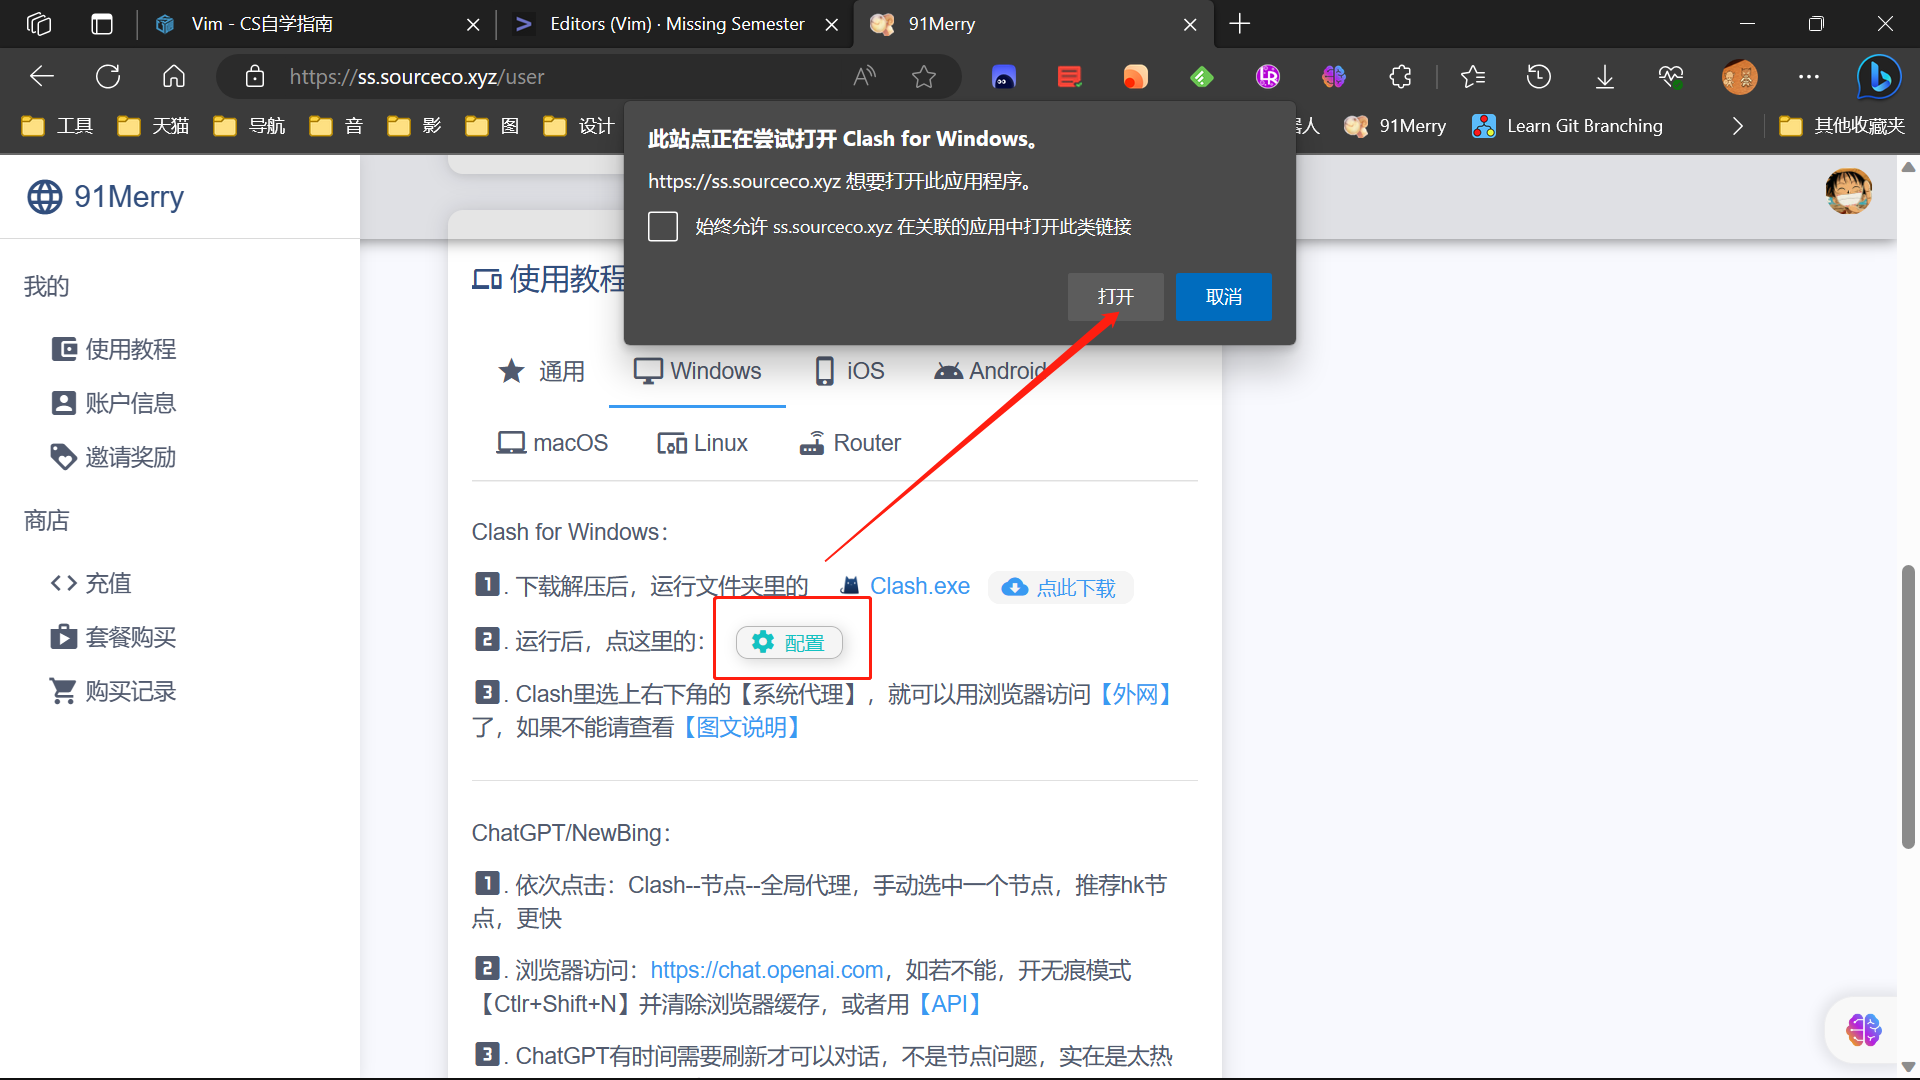 Vim - CS自学指南
Editors (Vim) · Missing Semester
91Merry
https://ss.sourceco.xyz/user
工具
天猫
导航
音
影
图
设计
人
91Merry
Learn Git Branching
其他收藏夹
此站点正在尝试打开 Clash for Windows。
https://ss.sourceco.xyz 想要打开此应用程序。
始终允许 ss.sourceco.xyz 在关联的应用中打开此类链接
打开
取消
91Merry
我的
使用教程
账户信息
邀请奖励
商店
充值
套餐购买
购买记录
使用教程
通用
Windows
iOS
Android
macOS
Linux
Router
Clash for Windows：
1. 下载解压后，运行文件夹里的 Clash.exe 点此下载
2. 运行后，点这里的： 配置
3. Clash里选上右下角的【系统代理】，就可以用浏览器访问【外网】
了，如果不能请查看【图文说明】
ChatGPT/NewBing：
1. 依次点击：Clash--节点--全局代理，手动选中一个节点，推荐hk节
点，更快
2. 浏览器访问：https://chat.openai.com，如若不能，开无痕模式
【Ctlr+Shift+N】并清除浏览器缓存，或者用【API】
3. ChatGPT有时间需要刷新才可以对话，不是节点问题，实在是太热